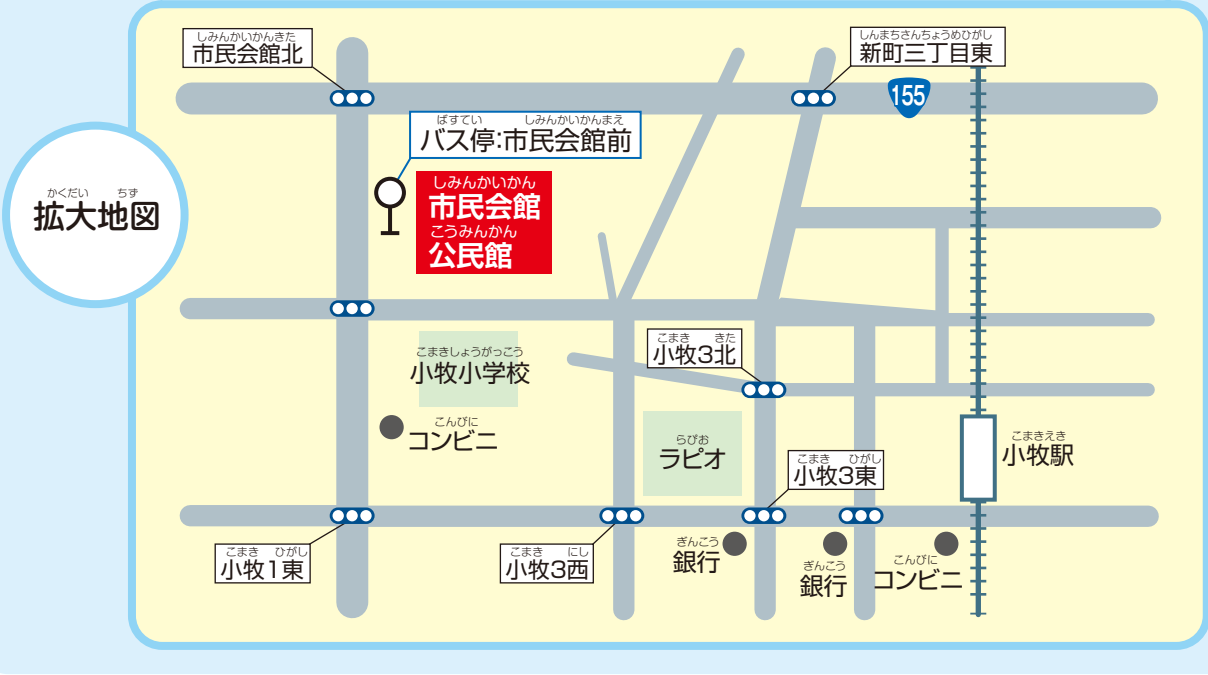 しみんかいかんきた
市民会館北
しんまちさんちょうめひがし
新町三丁目東
155
ばすてい しみんかいかんまえ
バス停:市民会館前
かくだい ちず
拡大地図
しみんかいかん
市民会館
こうみんかん
公民館
こまきしょうがっこう
小牧小学校
こまき きた
小牧3北
こんびに
コンビニ
らぴお
ラピオ
こまき ひがし
小牧3東
こまきえき
小牧駅
こまき ひがし
小牧1東
こまき にし
小牧3西
ぎんこう
銀行
ぎんこう
銀行
こんびに
コンビニ